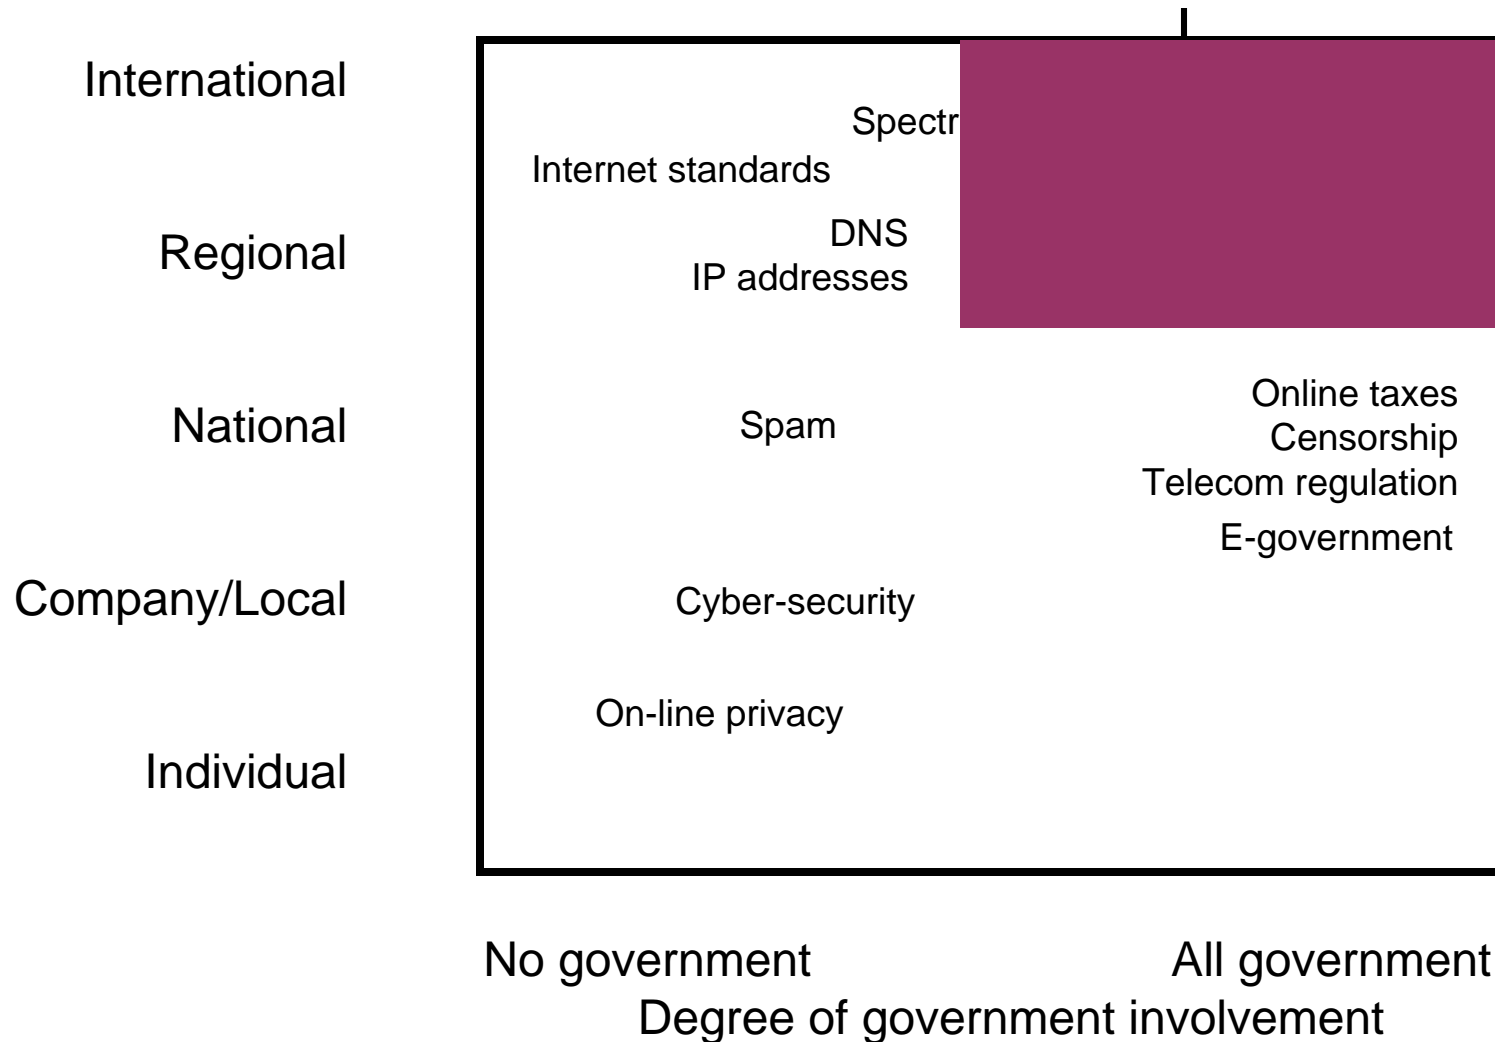 International
Spectr
Internet standards
Regional
DNS
IP addresses
National
Spam
Online taxes
Censorship
Telecom regulation
E-government
Company/Local
Cyber-security
On-line privacy
Individual
No government
All government
Degree of government involvement